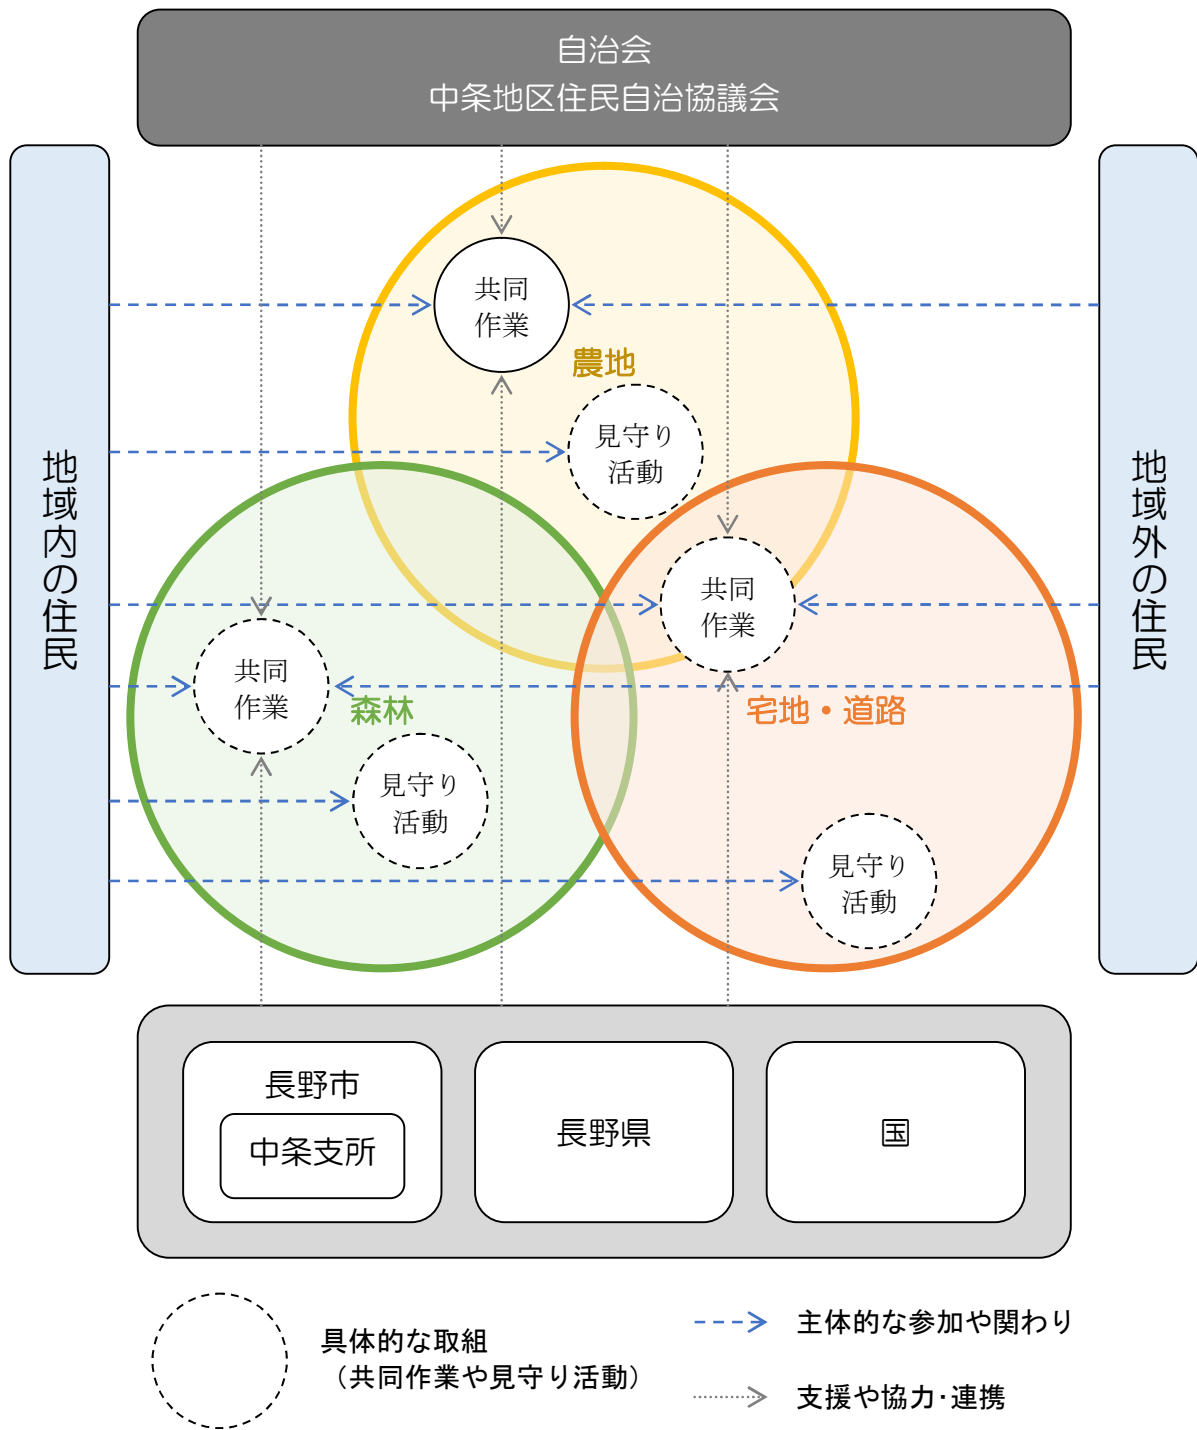 自治会
中条地区住民自治協議会
地域内の住民
地域外の住民
共同
作業
農地
見守り
活動
共同
作業
共同
作業
森林
宅地・道路
見守り
活動
見守り
活動
長野市
中条支所
長野県
国
具体的な取組
（共同作業や見守り活動）
主体的な参加や関わり
支援や協力・連携